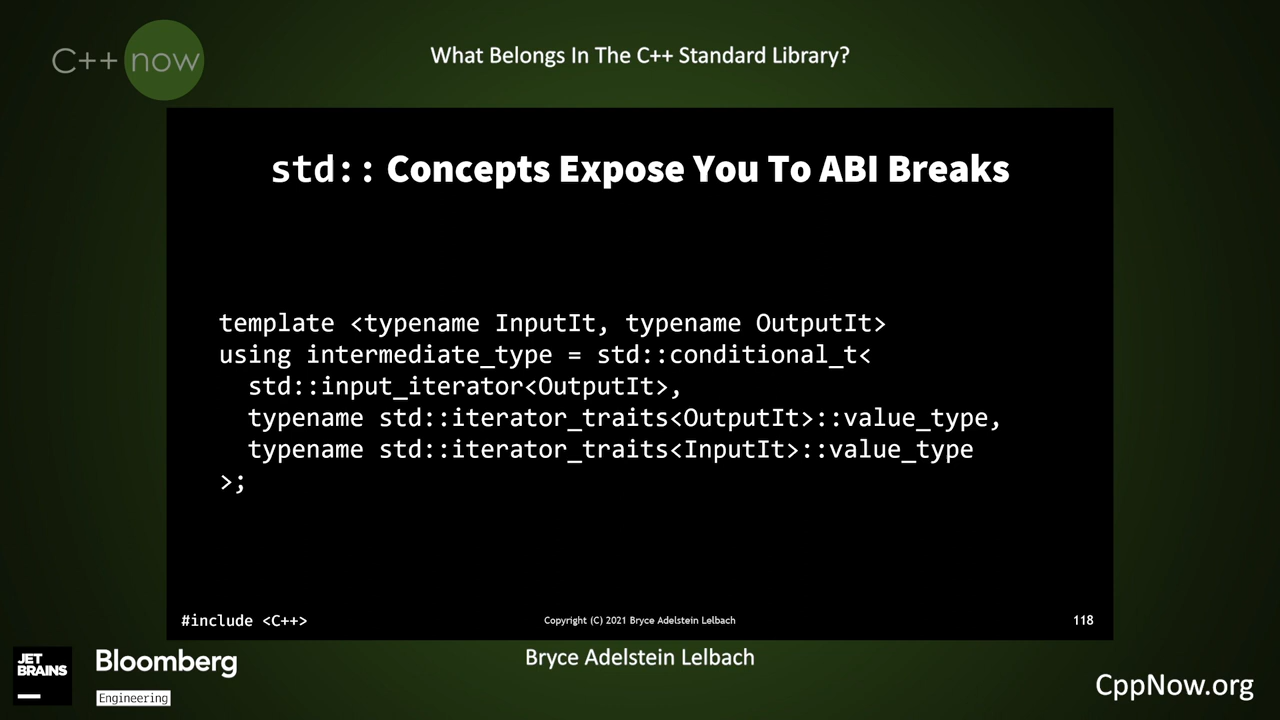 C++ now
What Belongs In The C++ Standard Library?
std:: Concepts Expose You To ABI Breaks
template <typename InputIt, typename OutputIt>
using intermediate_type = std::conditional_t<
  std::input_iterator<OutputIt>,
  typename std::iterator_traits<OutputIt>::value_type,
  typename std::iterator_traits<InputIt>::value_type
>;
#include <C++>
Copyright (C) 2021 Bryce Adelstein Lelbach
118
JET
BRAINS
Bloomberg
Engineering
Bryce Adelstein Lelbach
CppNow.org